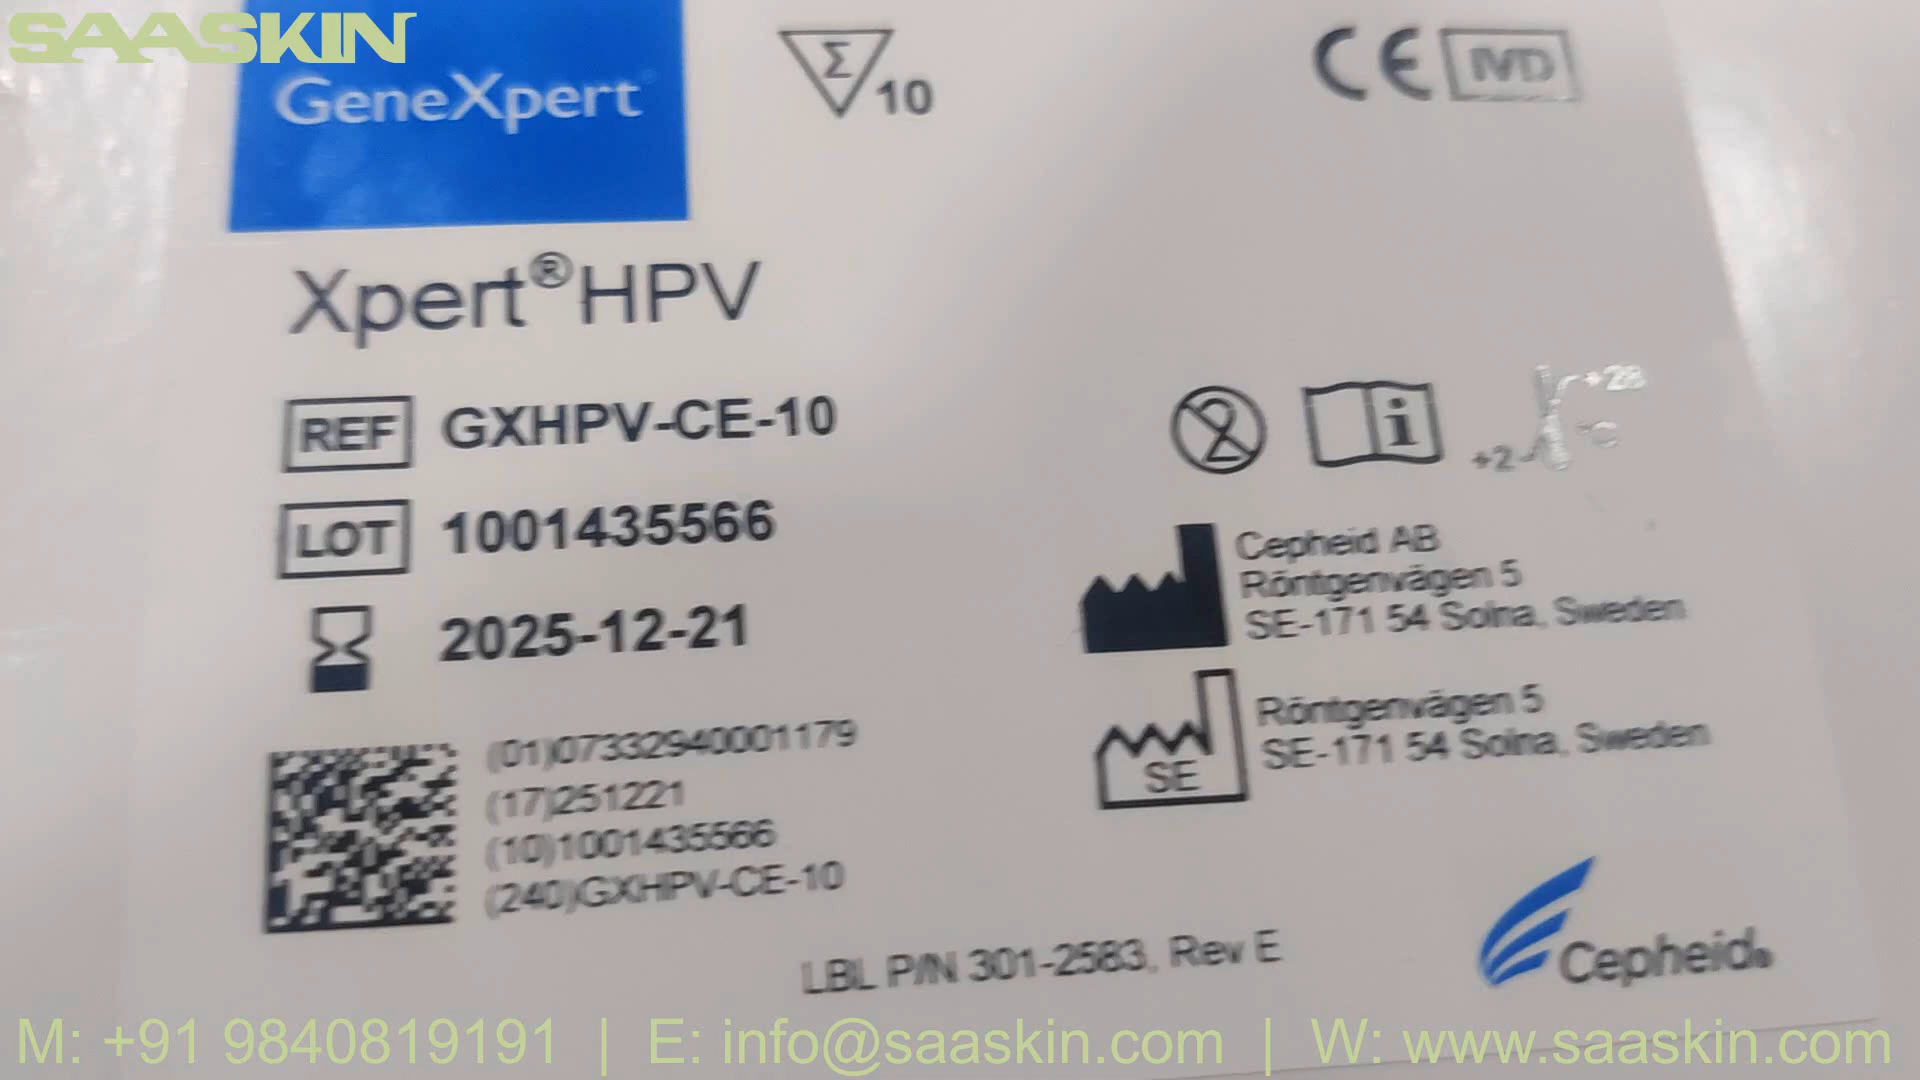 SAASKIN
GeneXpert
Σ 10
CE IVD
Xpert®HPV
REF GXHPV-CE-10
LOT 1001435566
2025-12-21
2
i
+2 +28 °C
Cepheid AB
Röntgenvägen 5
SE-171 54 Solna, Sweden
SE
Röntgenvägen 5
SE-171 54 Solna, Sweden
(01)07332940001179
(17)251221
(10)1001435566
(240)GXHPV-CE-10
LBL P/N 301-2583, Rev E
Cepheid®
M: +91 9840819191 | E: info@saaskin.com | W: www.saaskin.com